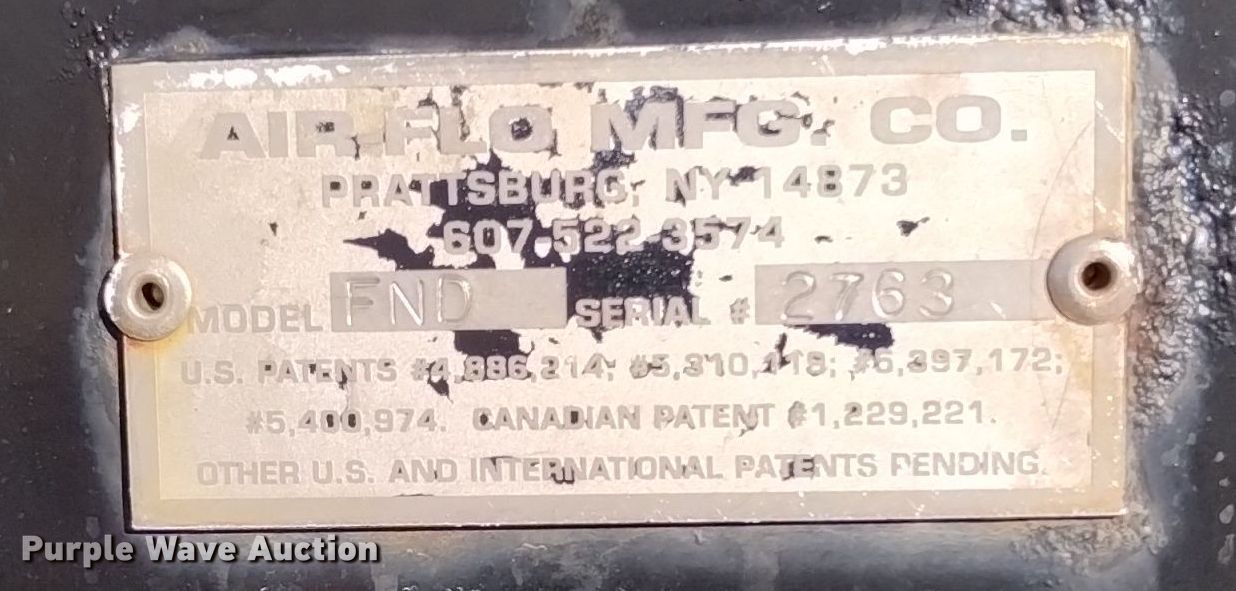 AIR-FLO MFG. CO.
PRATTSBURG, NY 14873
607.522.3574
MODEL FND SERIAL # 2763
U.S. PATENTS #4,886,214; #5,310,118; #6,397,172;
#5,400,974. CANADIAN PATENT #1,229,221.
OTHER U.S. AND INTERNATIONAL PATENTS PENDING.
Purple Wave Auction